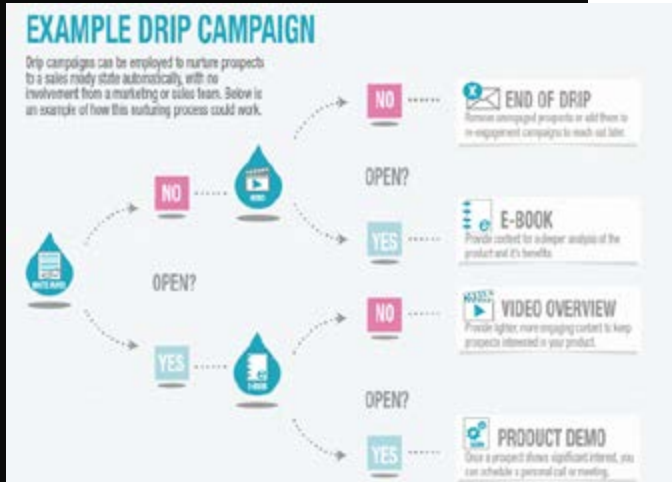 EXAMPLE DRIP CAMPAIGN
Drip campaigns can be employed to nurture prospects
to a sales ready state automatically, with no
involvement from a marketing or sales team. Below is
an example of how this nurturing process could work.
NO
END OF DRIP
Remove unengaged prospects or add them to
re-engagement campaigns to reach out later.
NO
VIDEO
OPEN?
YES
E-BOOK
Provide content for a deeper analysis of the
product and it's benefits
WHITE PAPER
OPEN?
NO
VIDEO OVERVIEW
Provide lighter, more engaging content to keep
prospects interested in your product.
YES
E-BOOK
OPEN?
YES
PRODUCT DEMO
Once a prospect shows significant interest, you
can schedule a personal call or meeting.